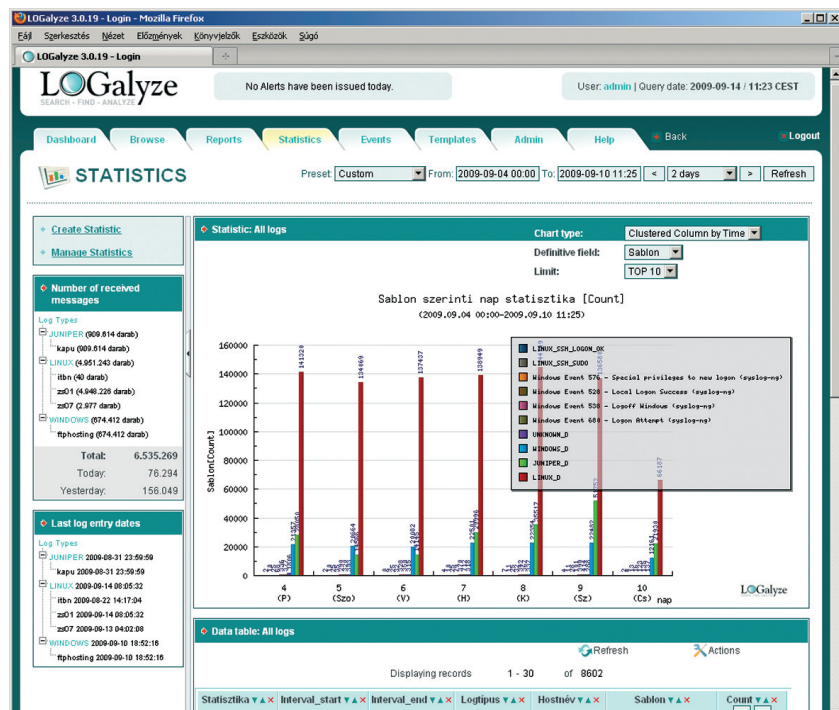 LOGalyze 3.0.19 - Login - Mozilla Firefox
Fájl Szerkesztés Nézet Előzmények Könyvjelzők Eszközök Súgó
LOGalyze 3.0.19 - Login
LOGalyze
SEARCH - FIND - ANALYZE
No Alerts have been issued today.
User: admin | Query date: 2009-09-14 / 11:23 CEST
Dashboard Browse Reports Statistics Events Templates Admin Help Back Logout
STATISTICS
Preset: Custom From: 2009-09-04 00:00 To: 2009-09-10 11:25 < 2 days > Refresh
Create Statistic
Manage Statistics
Number of received messages
Log Types
JUNIPER (909.614 darab)
kapu (909.614 darab)
LINUX (4.951.243 darab)
itbn (40 darab)
zs01 (4.948.226 darab)
zs07 (2.977 darab)
WINDOWS (674.412 darab)
ftphosting (674.412 darab)
Total: 6.535.269
Today: 76.294
Yesterday: 156.049
Last log entry dates
Log Types
JUNIPER 2009-08-31 23:59:59
kapu 2009-08-31 23:59:59
LINUX 2009-09-14 08:05:32
itbn 2009-08-22 14:17:04
zs01 2009-09-14 08:05:32
zs07 2009-09-13 04:02:08
WINDOWS 2009-09-10 18:52:16
ftphosting 2009-09-10 18:52:16
Statistic: All logs
Chart type: Clustered Column by Time
Definitive field: Sablon
Limit: TOP 10
Sablon szerinti nap statisztika [Count]
(2009.09.04 00:00-2009.09.10 11:25)
Sablon[Count]
160000
140000
120000
100000
80000
60000
40000
20000
0
141320
134069
137437
138949
66187
LINUX_SSH_LOGON_OK
LINUX_SSH_SUDO
Windows Event 576 - Special privileges to new logon (syslog-ng)
Windows Event 528 - Local Logon Success (syslog-ng)
Windows Event 538 - Logoff Windows (syslog-ng)
Windows Event 680 - Logon Attempt (syslog-ng)
UNKNOWN_D
WINDOWS_D
JUNIPER_D
LINUX_D
4 5 6 7 8 9 10
(P) (Szo) (V) (H) (K) (Sz) (Cs) nap
LOGalyze
Data table: All logs
Refresh Actions
Displaying records 1 - 30 of 8602
Statisztika Interval_start Interval_end Logtípus Hostnév Sablon Count